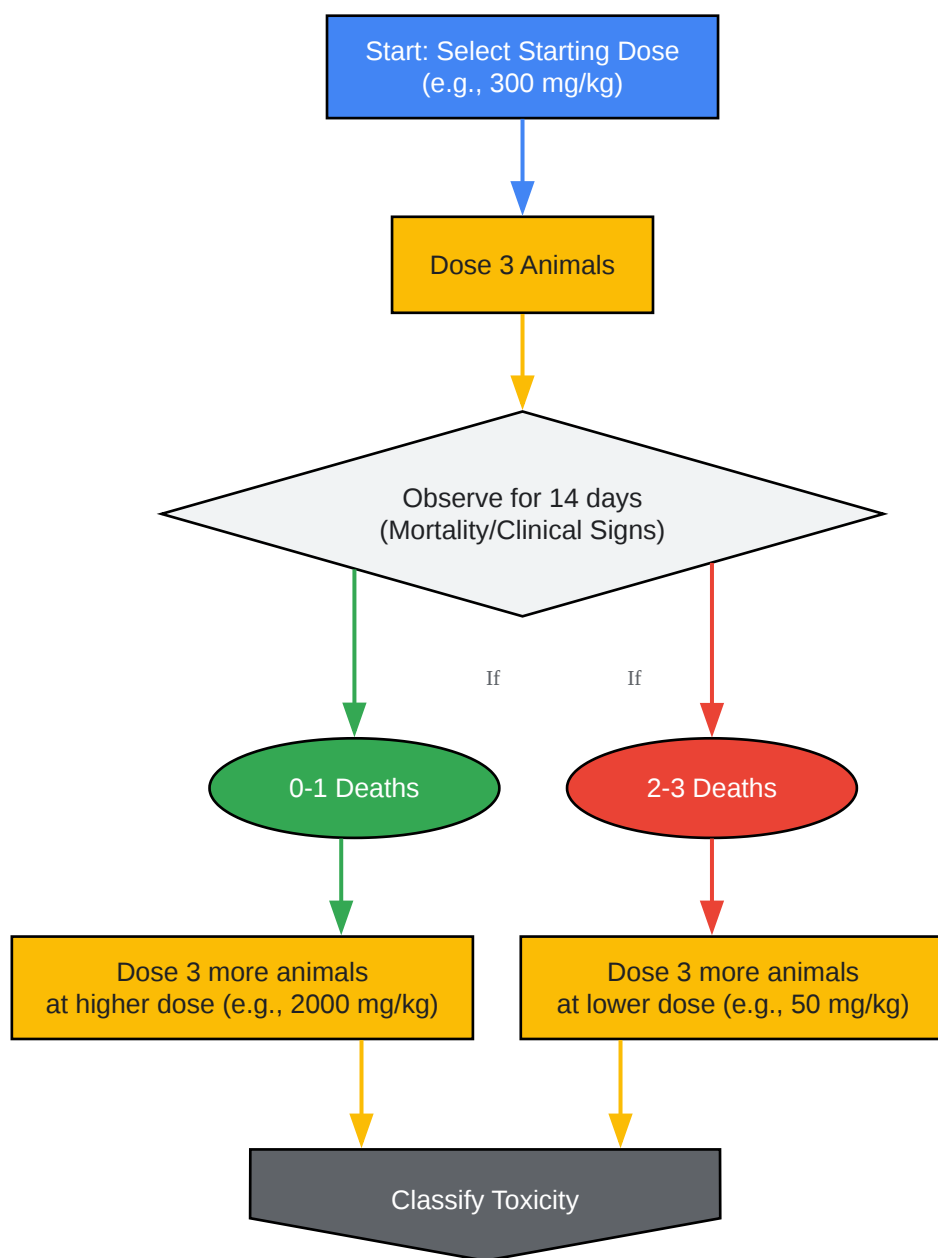 Start: Select Starting Dose
(e.g., 300 mg/kg)
Dose 3 Animals
Observe for 14 days
(Mortality/Clinical Signs)
If
If
0-1 Deaths
2-3 Deaths
Dose 3 more animals
at higher dose (e.g., 2000 mg/kg)
Dose 3 more animals
at lower dose (e.g., 50 mg/kg)
Classify Toxicity